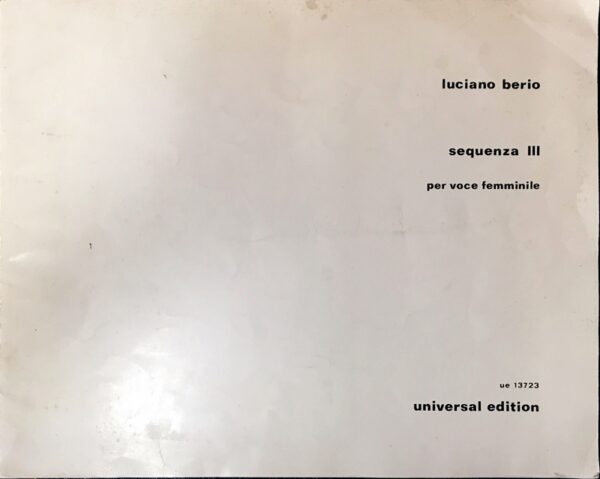 luciano berio
sequenza III
per voce femminile
ue 13723
universal edition